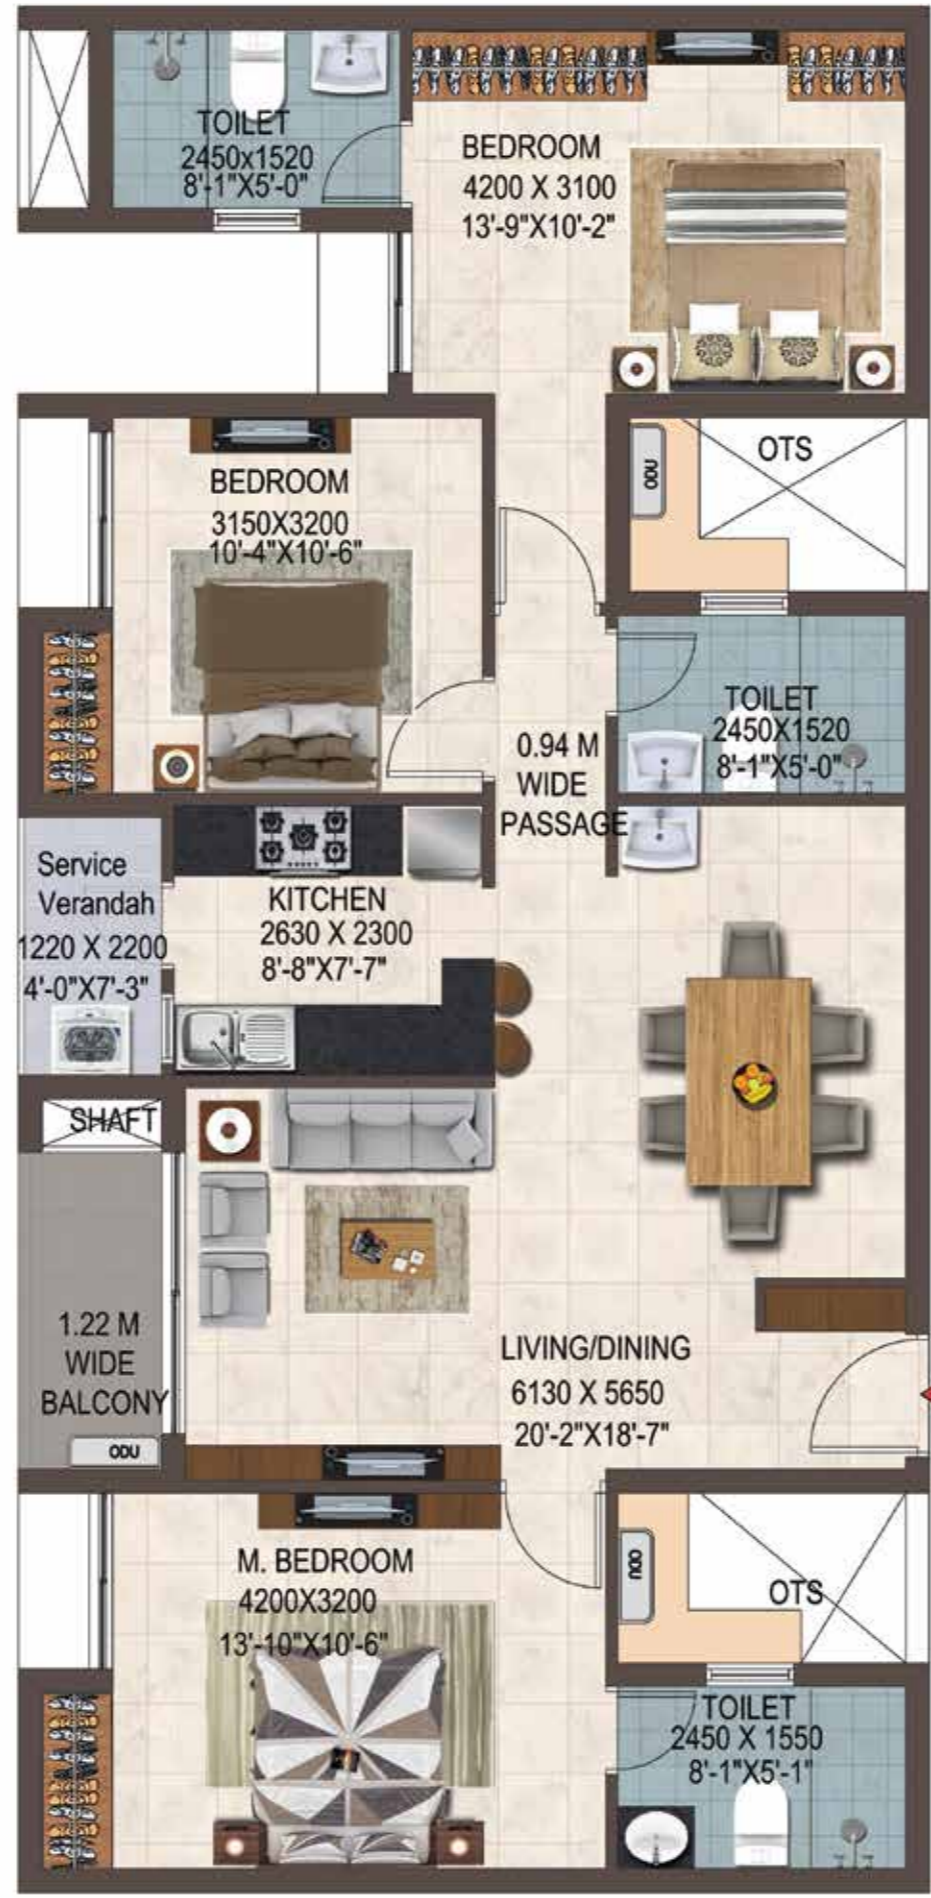 TOILET
2450x1520
8'-1"X5'-0"
BEDROOM
4200 X 3100
13'-9"X10'-2"
BEDROOM
3150X3200
10'-4"X10'-6"
ODU
OTS
TOILET
2450X1520
8'-1"X5'-0"
0.94 M
WIDE
PASSAGE
Service
Verandah
1220 X 2200
4'-0"X7'-3"
KITCHEN
2630 X 2300
8'-8"X7'-7"
SHAFT
1.22 M
WIDE
BALCONY
ODU
LIVING/DINING
6130 X 5650
20'-2"X18'-7"
M. BEDROOM
4200X3200
13'-10"X10'-6"
ODU
OTS
TOILET
2450 X 1550
8'-1"X5'-1"